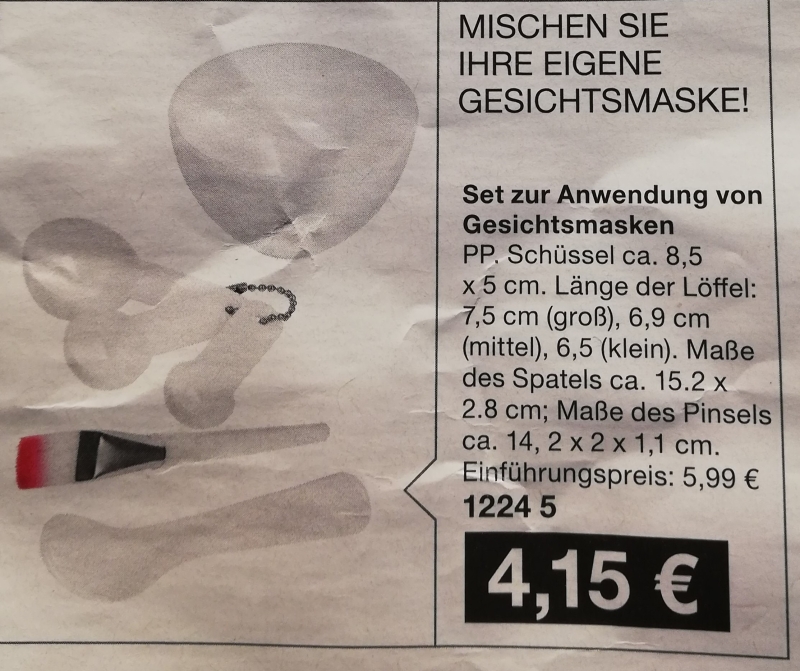 MISCHEN SIE
IHRE EIGENE
GESICHTSMASKE!
Set zur Anwendung von
Gesichtsmasken
PP. Schüssel ca. 8,5
x 5 cm. Länge der Löffel:
7,5 cm (groß), 6,9 cm
(mittel), 6,5 (klein). Maße
des Spatels ca. 15.2 x
2.8 cm; Maße des Pinsels
ca. 14, 2 x 2 x 1,1 cm.
Einführungspreis: 5,99 €
1224 5
4,15 €